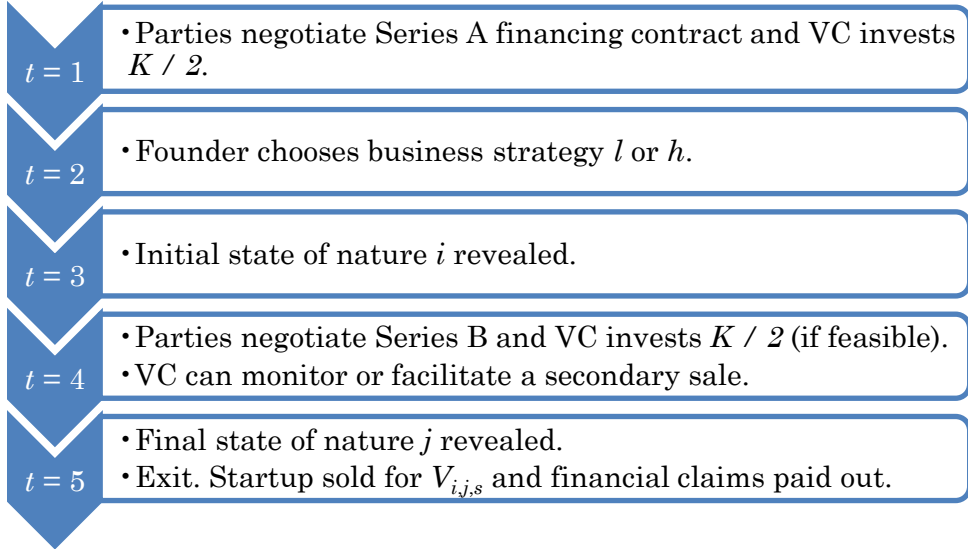 t = 1
• Parties negotiate Series A financing contract and VC invests
K / 2.
t = 2
• Founder chooses business strategy l or h.
t = 3
• Initial state of nature i revealed.
t = 4
• Parties negotiate Series B and VC invests K / 2 (if feasible).
• VC can monitor or facilitate a secondary sale.
t = 5
• Final state of nature j revealed.
• Exit. Startup sold for V_{i,j,s} and financial claims paid out.